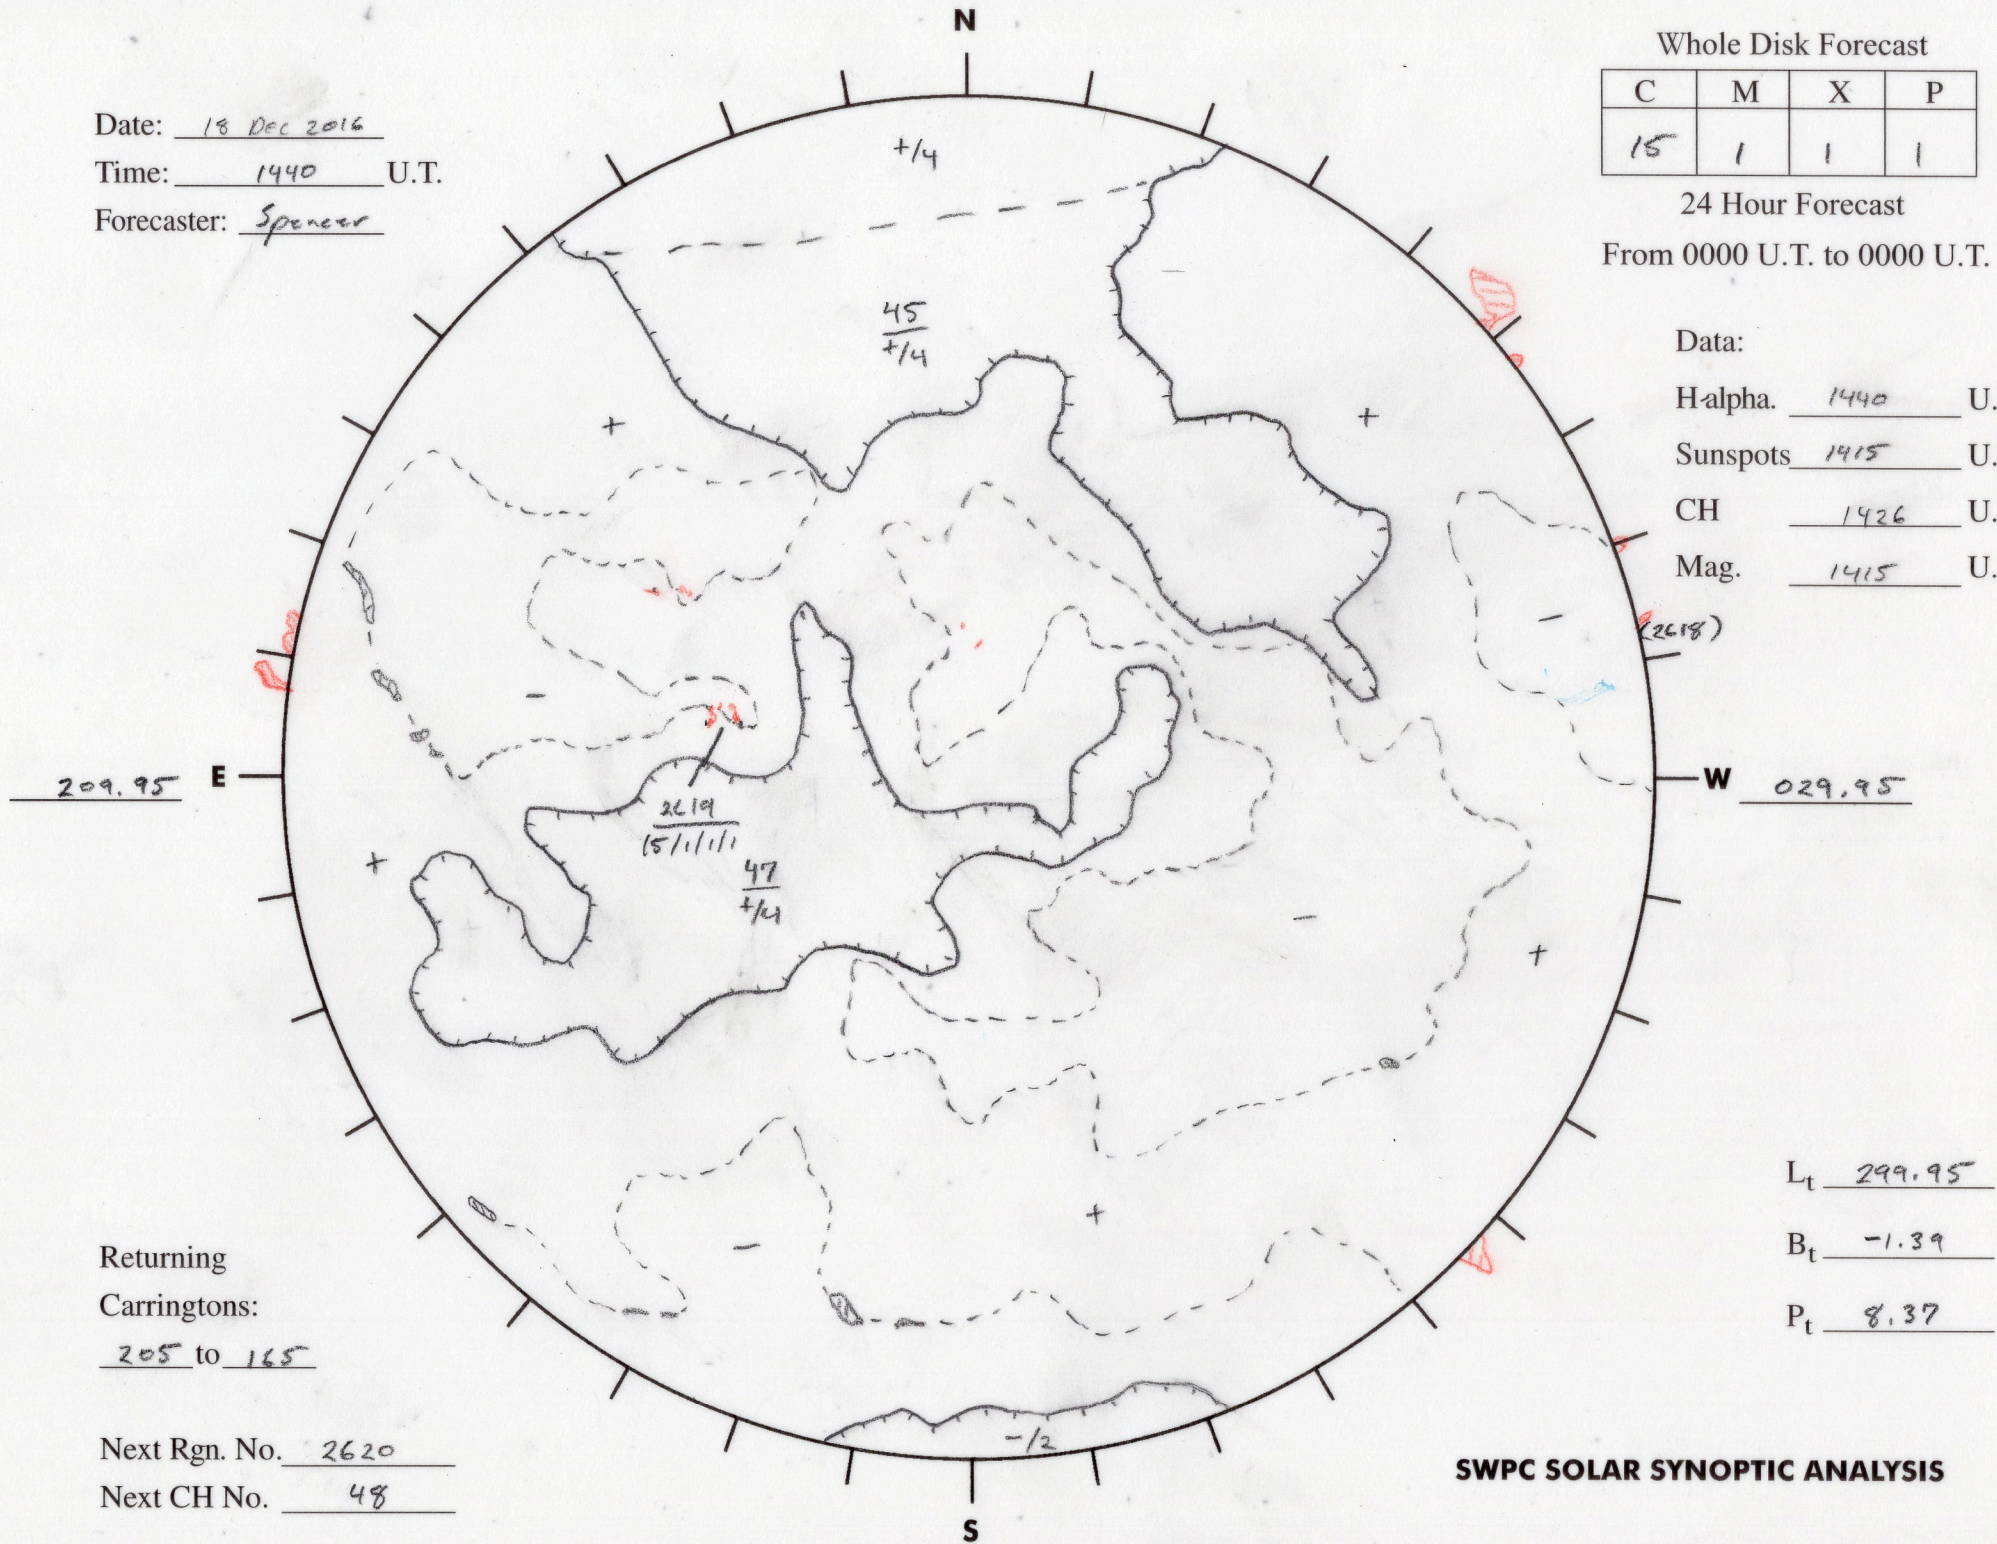 N
Whole Disk Forecast
C M X P
15 1 1 1
24 Hour Forecast
From 0000 U.T. to 0000 U.T.
Date: 18 Dec 2016
Time: 1440 U.T.
Forecaster: Spencer
+/4
45
+/4
Data:
H-alpha. 1440 U.
Sunspots 1415 U.
CH 1426 U.
Mag. 1415 U.
(2618)
209.95 E
W 029.95
2619
15/1/1/1
47
+/4
Lt 299.95
Bt -1.39
Pt 8.37
Returning
Carringtons:
205 to 165
Next Rgn. No. 2620
Next CH No. 48
-/2
SWPC SOLAR SYNOPTIC ANALYSIS
S